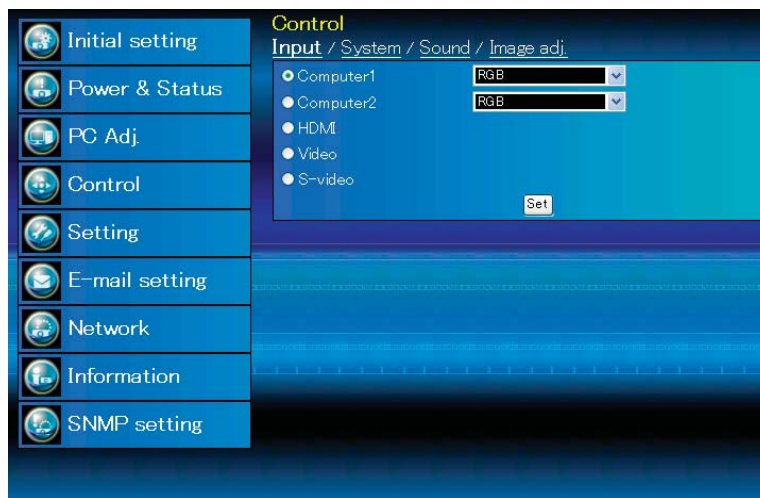 Initial setting
Power & Status
PC Adj.
Control
Setting
E-mail setting
Network
Information
SNMP setting
Control
Input / System / Sound / Image adj.
Computer1 RGB
Computer2 RGB
HDMI
Video
S-video
Set